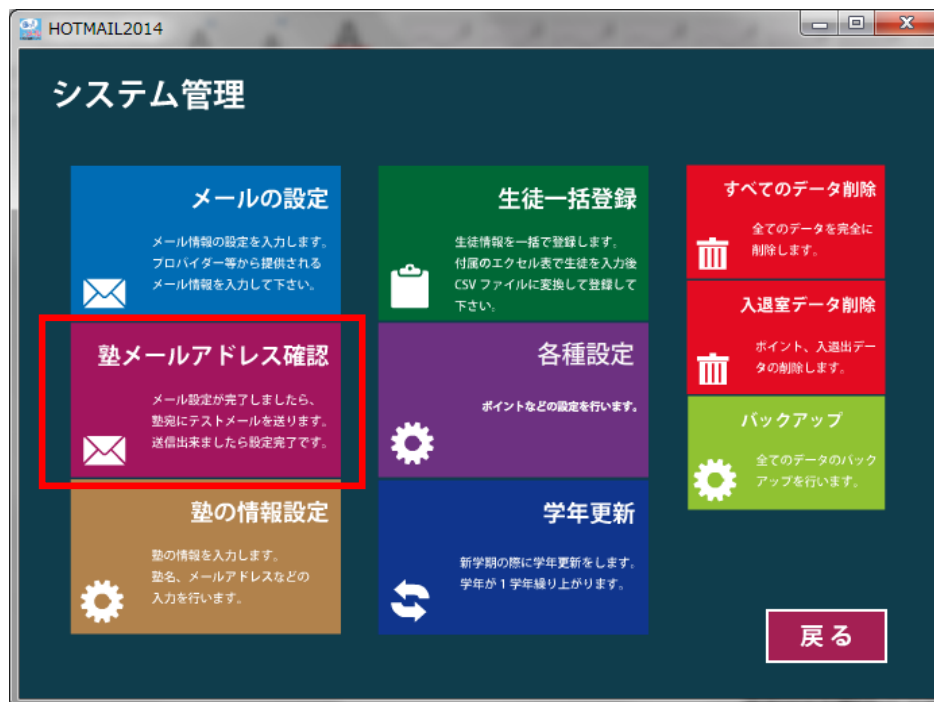 HOTMAIL2014
システム管理
メールの設定
メール情報の設定を入力します。
プロバイダー等から提供される
メール情報を入力して下さい。
塾メールアドレス確認
メール設定が完了しましたら、
塾宛にテストメールを送ります。
送信出来ましたら設定完了です。
塾の情報設定
塾の情報を入力します。
塾名、メールアドレスなどの
入力を行います。
生徒一括登録
生徒情報を一括で登録します。
付属のエクセル表で生徒を入力後
CSV ファイルに変換して登録して
下さい。
各種設定
ポイントなどの設定を行います。
学年更新
新学期の際に学年更新をします。
学年が1学年繰り上がります。
すべてのデータ削除
全てのデータを完全に
削除します。
入退室データ削除
ポイント、入退出デー
タの削除します。
バックアップ
全てのデータのバック
アップを行います。
戻る